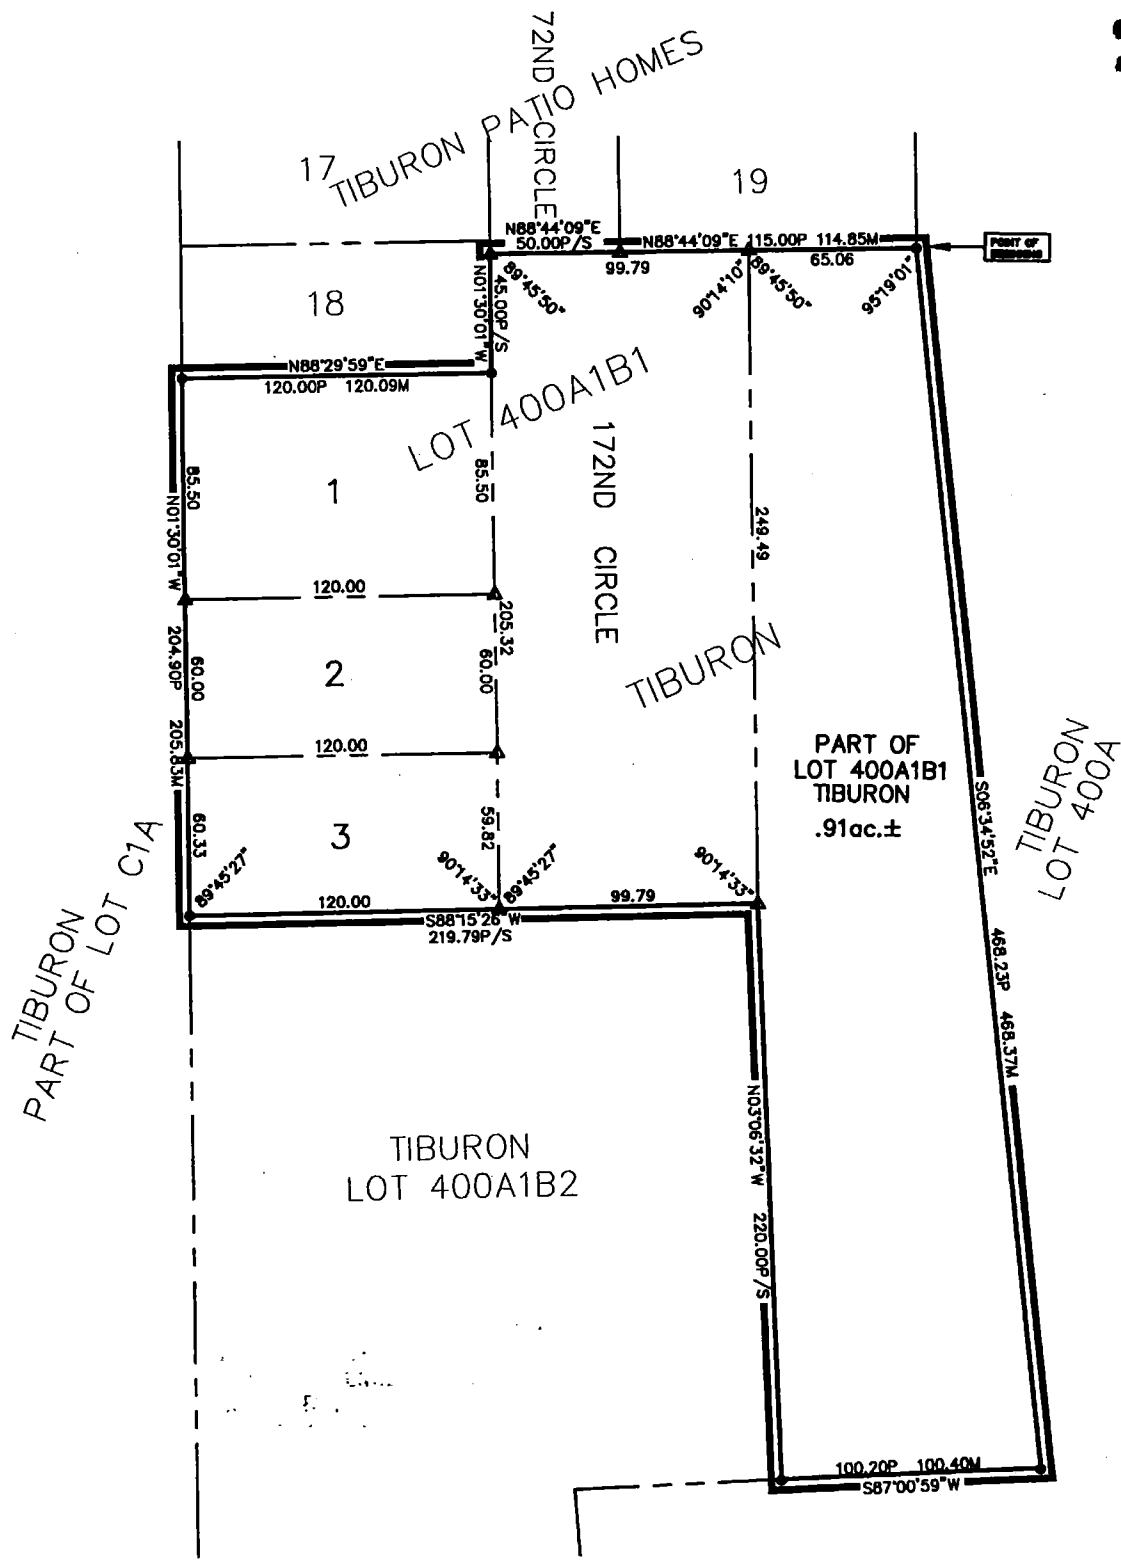 72ND CIRCLE
TIBURON PATIO HOMES
17
19
N88°44'09"E
50.00P/S
N88°44'09"E 115.00P 114.85M
POINT OF
99.79
65.06
89°45'50"
90°14'10"
89°45'50"
95°19'01"
18
N01°30'01"W
45.00P/S
N88°29'59"E
120.00P 120.09M
LOT 400A1B1
1
85.50
85.50
N01°30'01"W
172ND CIRCLE
249.49
120.00
205.32
204.90P
205.83M
2
60.00
60.00
TIBURON
120.00
PART OF
LOT 400A1B1
TIBURON
.91ac.±
S06°34'52"E
468.23P 468.37M
TIBURON
LOT 400A
3
60.33
59.82
89°45'27"
90°14'33"
89°45'27"
90°14'33"
120.00
99.79
S88°15'26"W
219.79P/S
TIBURON
PART OF LOT C1A
N03°06'32"W 220.00P/S
TIBURON
LOT 400A1B2
100.20P 100.40M
S87°00'59"W